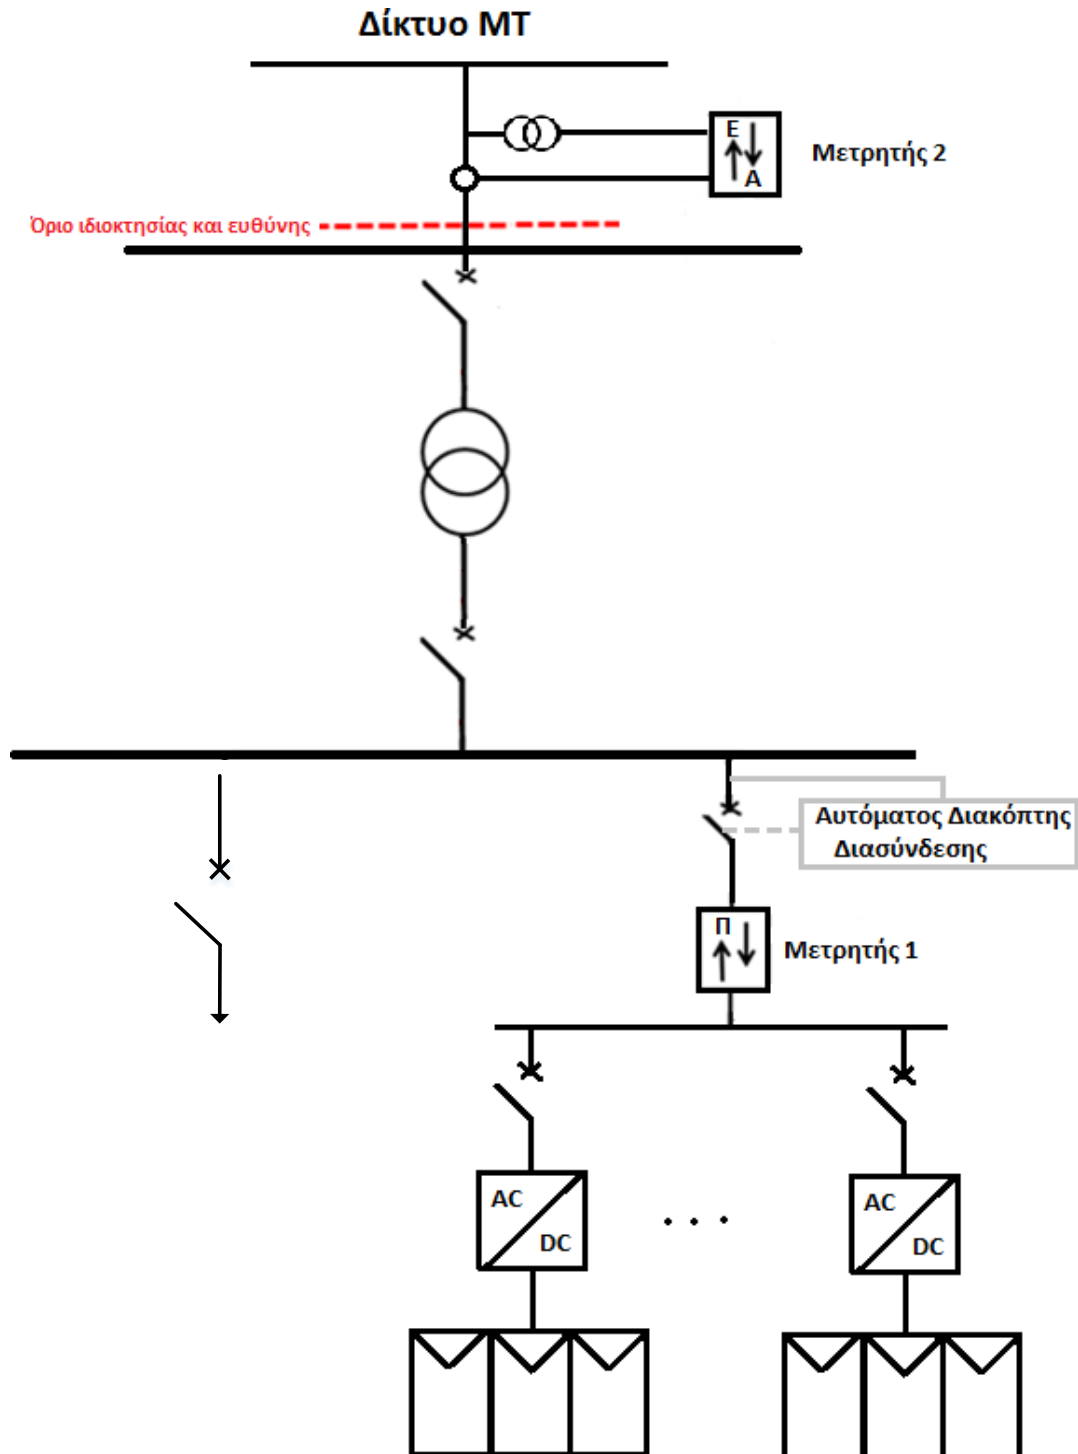 Δίκτυο ΜΤ
Ε
Α
Μετρητής 2
Όριο ιδιοκτησίας και ευθύνης
Αυτόματος Διακόπτης
Διασύνδεσης
Π
Μετρητής 1
AC
DC
AC
DC